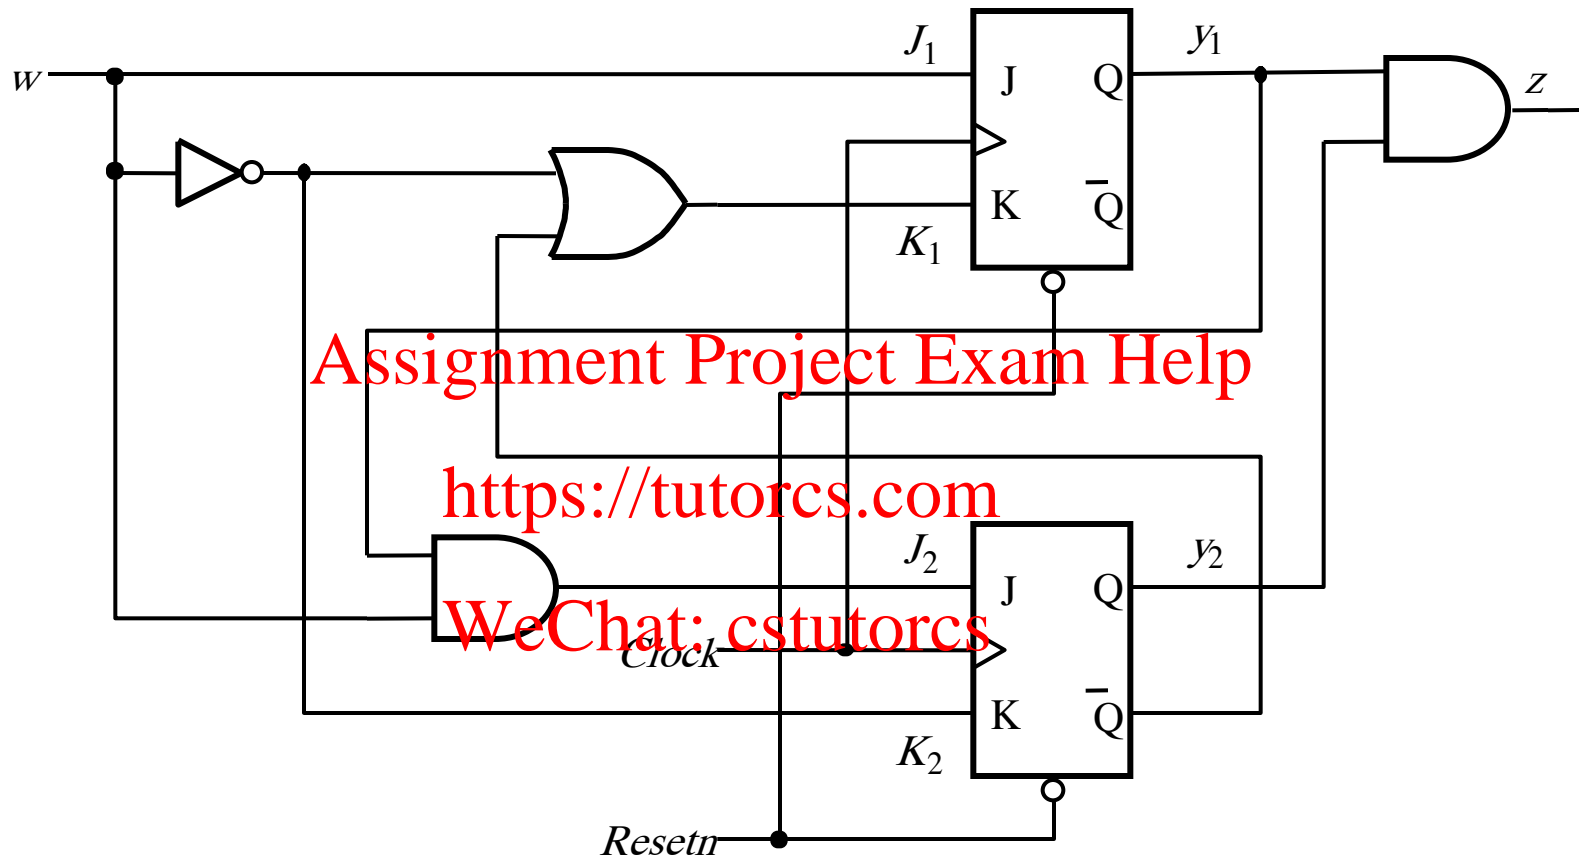 J1
y1
w
z
J
Q
K
Q
K1
Assignment Project Exam Help
https://tutorcs.com
J2
y2
J
Q
WeChat: cstutorcs
Clock
K
Q
K2
Resetn